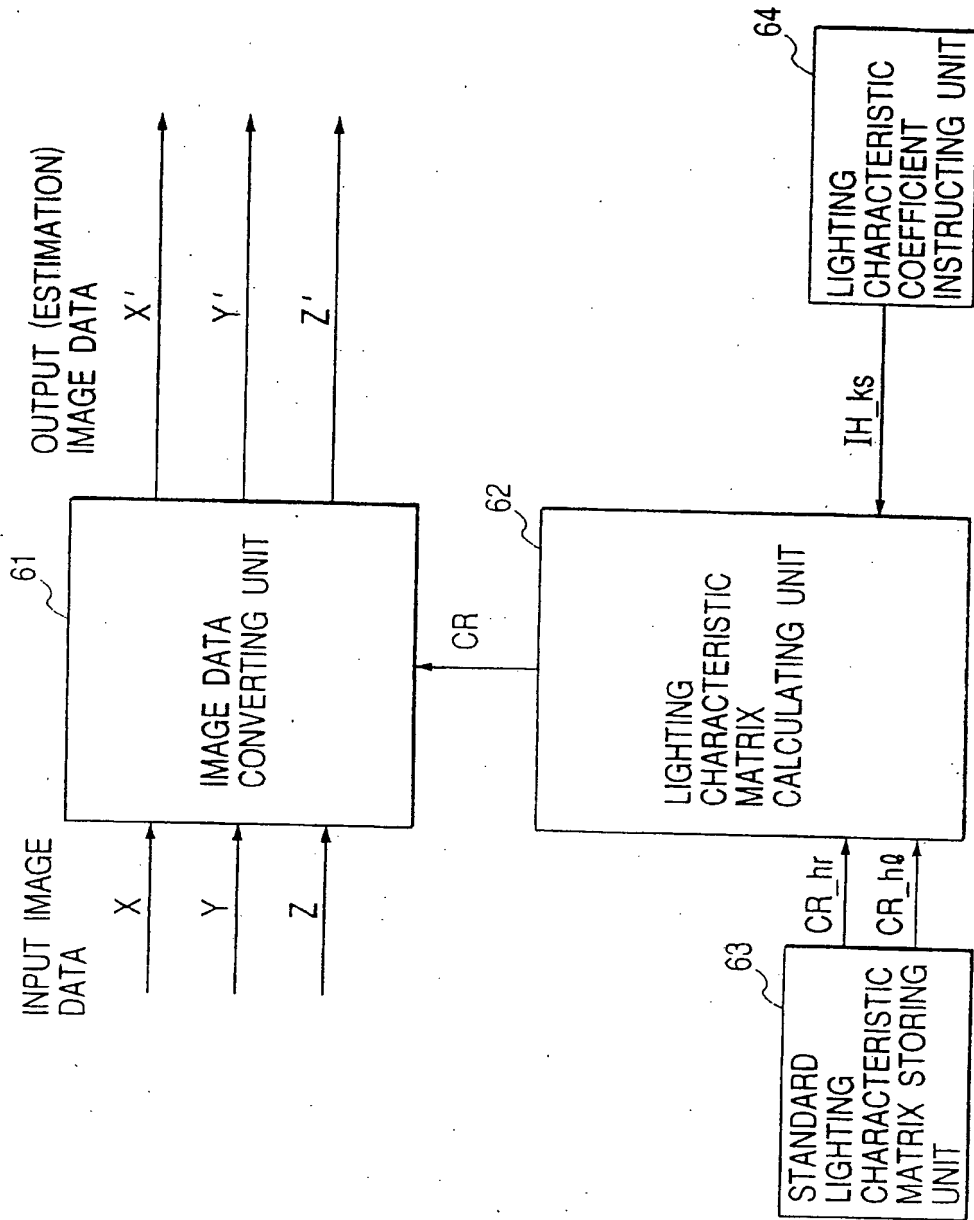 INPUT IMAGE
DATA
X
Y
Z
61
IMAGE DATA
CONVERTING UNIT
OUTPUT (ESTIMATION)
IMAGE DATA
X'
Y'
Z'
CR
62
LIGHTING
CHARACTERISTIC
MATRIX
CALCULATING UNIT
63
STANDARD
LIGHTING
CHARACTERISTIC
MATRIX STORING
UNIT
CR_hr
CR_hℓ
IH_ks
64
LIGHTING
CHARACTERISTIC
COEFFICIENT
INSTRUCTING UNIT